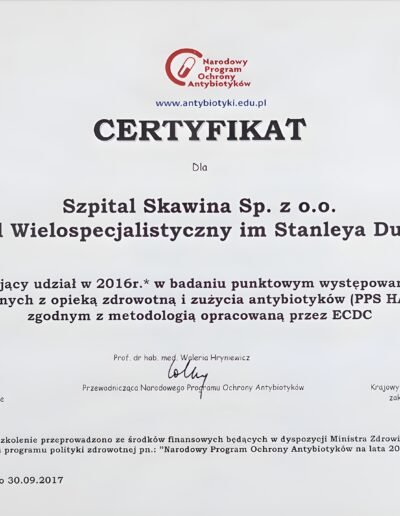 Narodowy
Program
Ochrony
Antybiotyków
www.antybiotyki.edu.pl
CERTYFIKAT
Dla
Szpital Skawina Sp. z o.o.
l Wielospecjalistyczny im Stanleya Du
jący udział w 2016r.* w badaniu punktowym występowan
nych z opieką zdrowotną i zużycia antybiotyków (PPS HA
zgodnym z metodologią opracowaną przez ECDC
Prof. dr hab. med. Waleria Hryniewicz
Przewodnicząca Narodowego Programu Ochrony Antybiotyków
Krajowy
e
zak
zkolenie przeprowadzono ze środków finansowych będących w dyspozycji Ministra Zdrowi
programu polityki zdrowotnej pn.: "Narodowy Program Ochrony Antybiotyków na lata 20
o 30.09.2017